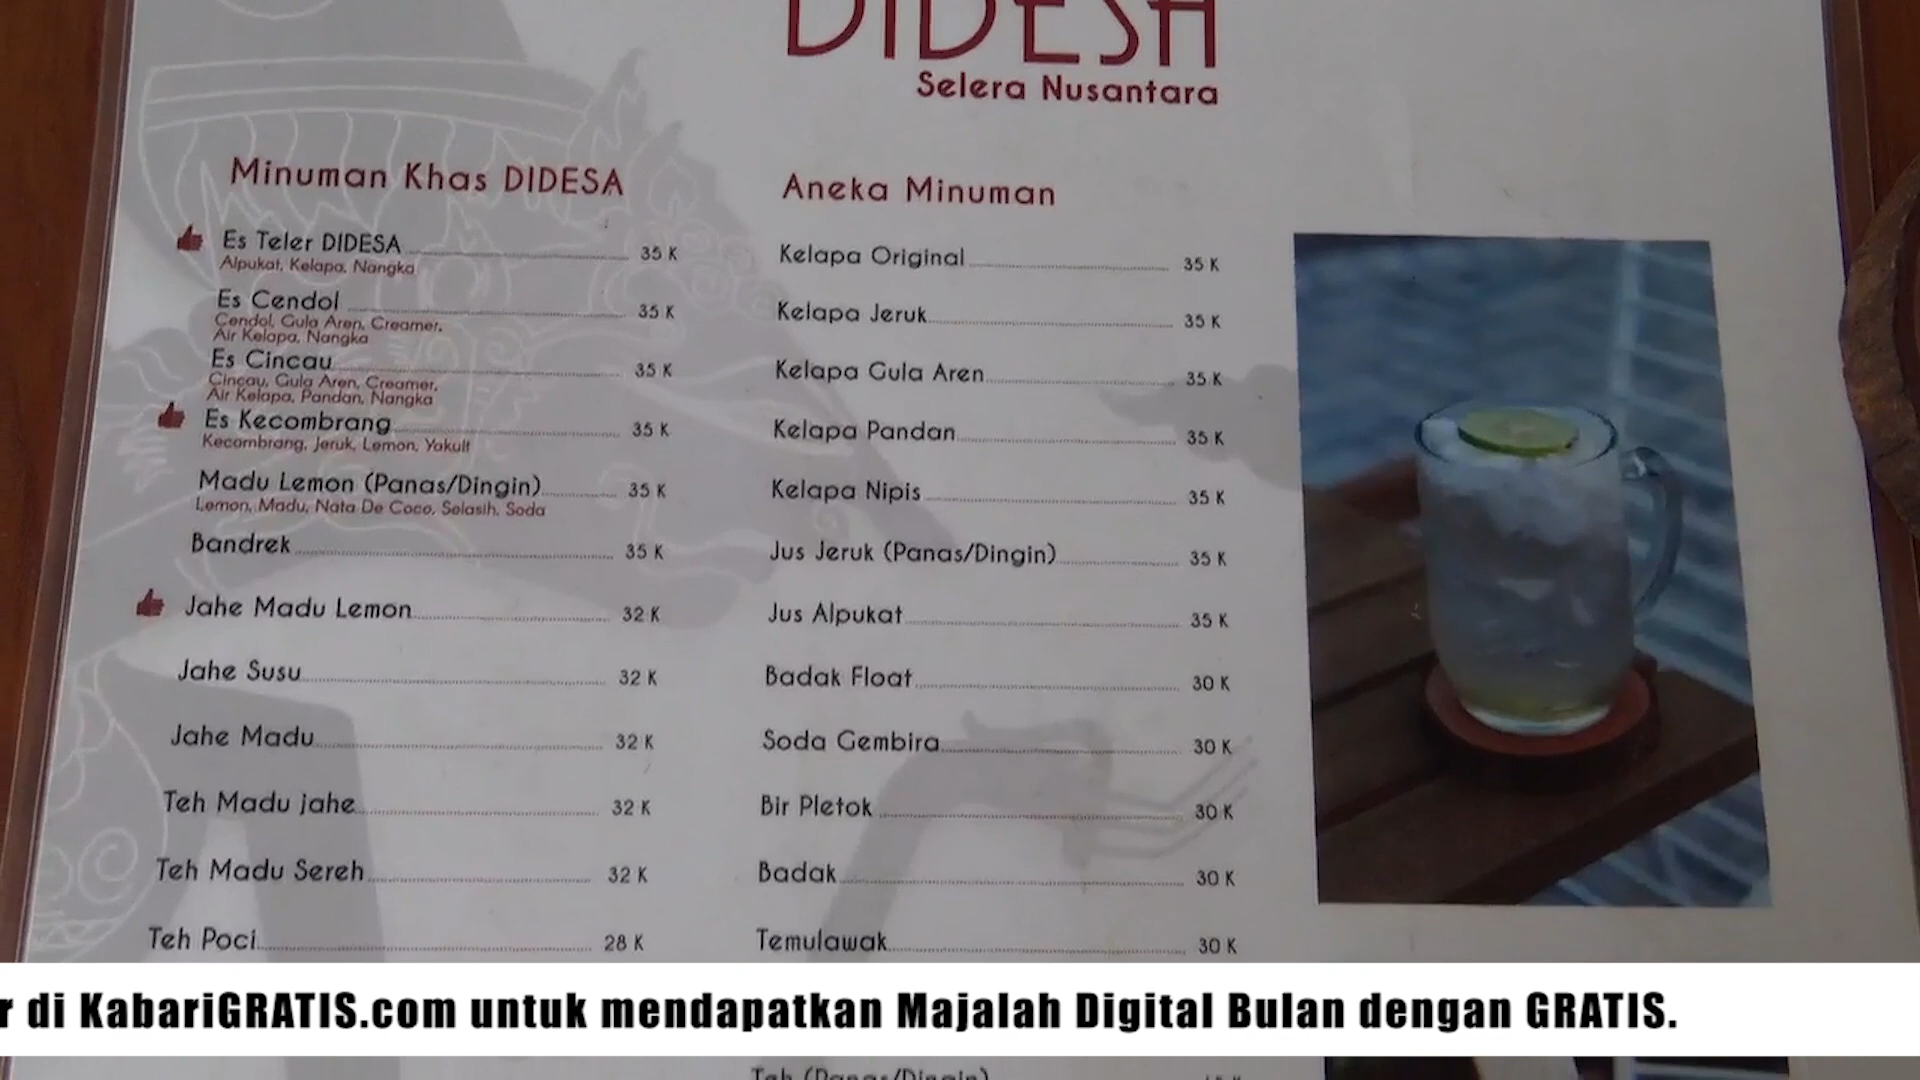 DIDESA
Selera Nusantara
Minuman Khas DIDESA
Es Teler DIDESA 35 K
Alpukat, Kelapa, Nangka
Es Cendol 35 K
Cendol, Gula Aren, Creamer,
Air Kelapa, Nangka
Es Cincau 35 K
Cincau, Gula Aren, Creamer,
Air Kelapa, Pandan, Nangka
Es Kecombrang 35 K
Kecombrang, Jeruk, Lemon, Yakult
Madu Lemon (Panas/Dingin) 35 K
Lemon, Madu, Nata De Coco, Selasih, Soda
Bandrek 35 K
Jahe Madu Lemon 32 K
Jahe Susu 32 K
Jahe Madu 32 K
Teh Madu jahe 32 K
Teh Madu Sereh 32 K
Teh Poci 28 K
Aneka Minuman
Kelapa Original 35 K
Kelapa Jeruk 35 K
Kelapa Gula Aren 35 K
Kelapa Pandan 35 K
Kelapa Nipis 35 K
Jus Jeruk (Panas/Dingin) 35 K
Jus Alpukat 35 K
Badak Float 30 K
Soda Gembira 30 K
Bir Pletok 30 K
Badak 30 K
Temulawak 30 K
Teh (Panas/Dingin)
r di KabariGRATIS.com untuk mendapatkan Majalah Digital Bulan dengan GRATIS.